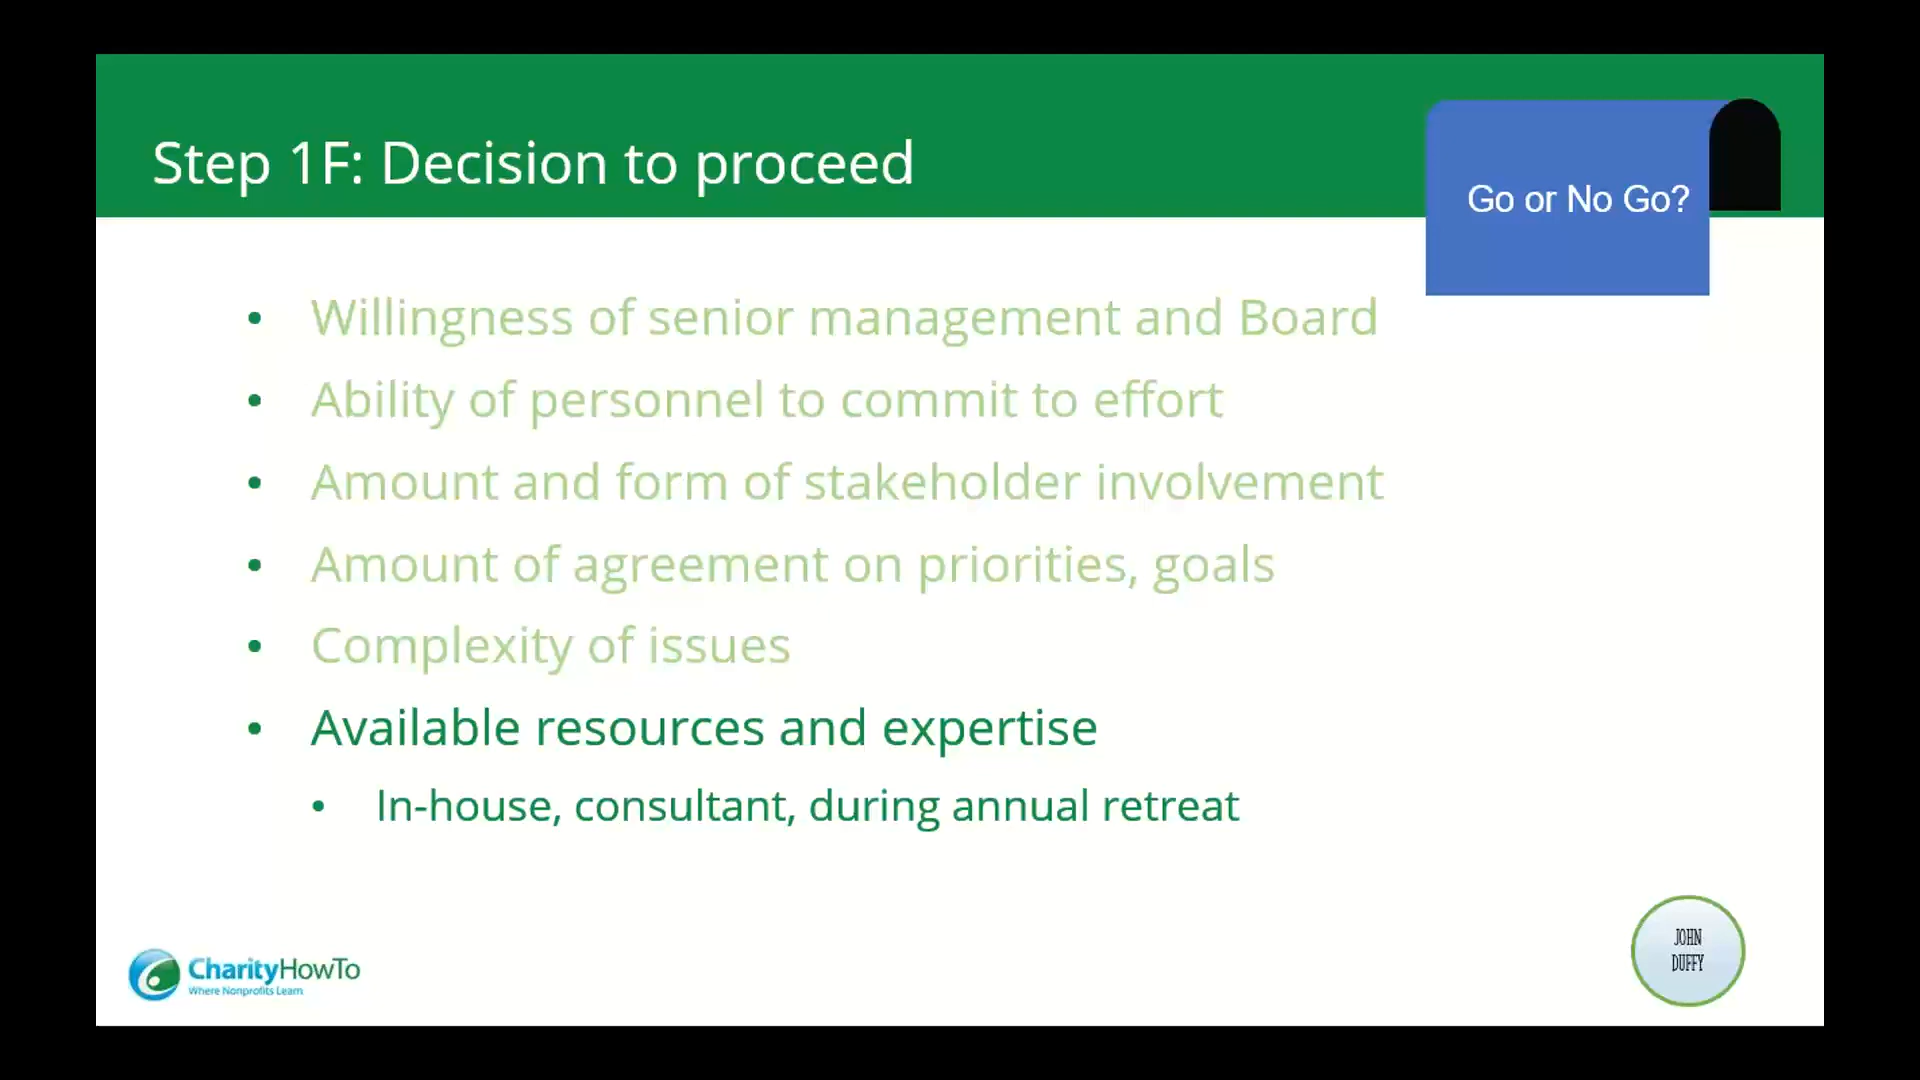 Step 1F: Decision to proceed
Go or No Go?
• Willingness of senior management and Board
• Ability of personnel to commit to effort
• Amount and form of stakeholder involvement
• Amount of agreement on priorities, goals
• Complexity of issues
• Available resources and expertise
• In-house, consultant, during annual retreat
CharityHowTo
Where Nonprofits Learn
JOHN
DUFFY